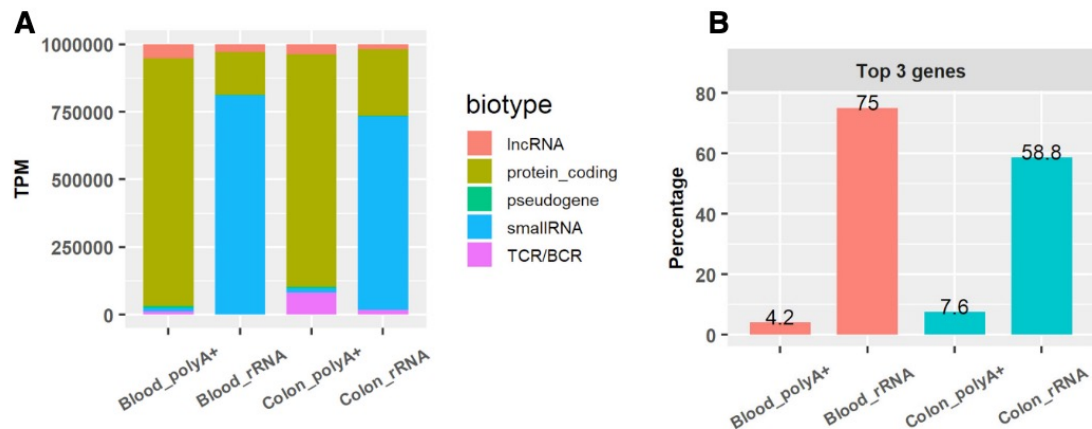 A
1000000
750000
500000
250000
0
TPM
Blood_polyA+
Blood_rRNA
Colon_polyA+
Colon_rRNA
biotype
lncRNA
protein_coding
pseudogene
smallRNA
TCR/BCR
B
Top 3 genes
80
60
40
20
0
Percentage
4.2
75
7.6
58.8
Blood_polyA+
Blood_rRNA
Colon_polyA+
Colon_rRNA